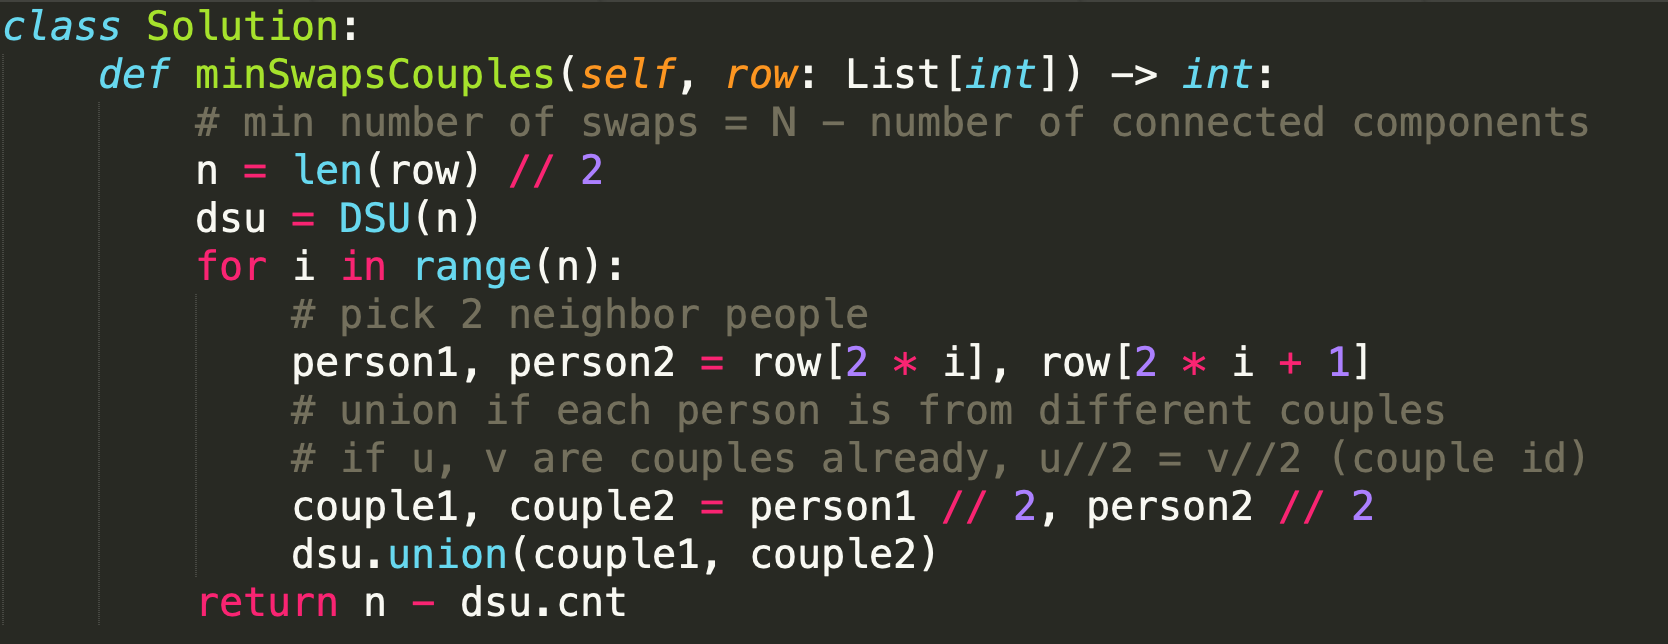 class Solution:
    def minSwapsCouples(self, row: List[int]) -> int:
        # min number of swaps = N - number of connected components
        n = len(row) // 2
        dsu = DSU(n)
        for i in range(n):
            # pick 2 neighbor people
            person1, person2 = row[2 * i], row[2 * i + 1]
            # union if each person is from different couples
            # if u, v are couples already, u//2 = v//2 (couple id)
            couple1, couple2 = person1 // 2, person2 // 2
            dsu.union(couple1, couple2)
        return n - dsu.cnt